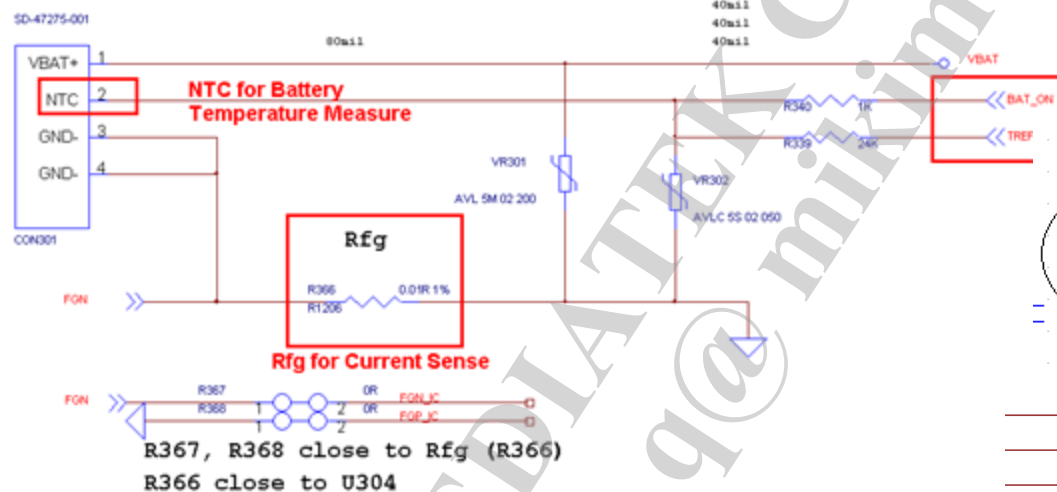 SD-47275-001
40mil
40mil
40mil
80mil
VBAT+ 1
VBAT
NTC 2
NTC for Battery
Temperature Measure
R340 1K
BAT_ON
GND- 3
R339 24K
TREF
GND- 4
VR301
AVL 5M 02 200
VR302
AVLC 5S 02 050
CON301
Rfg
FGN
R366 0.01R 1%
R1206
Rfg for Current Sense
FGN
R367 0R FGN_IC
1 2
R368 0R FGP_IC
1 2
R367, R368 close to Rfg (R366)
R366 close to U304
MEDIATEK C
q@mikim